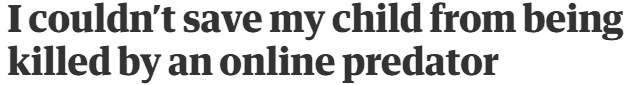 I couldn’t save my child from being
killed by an online predator